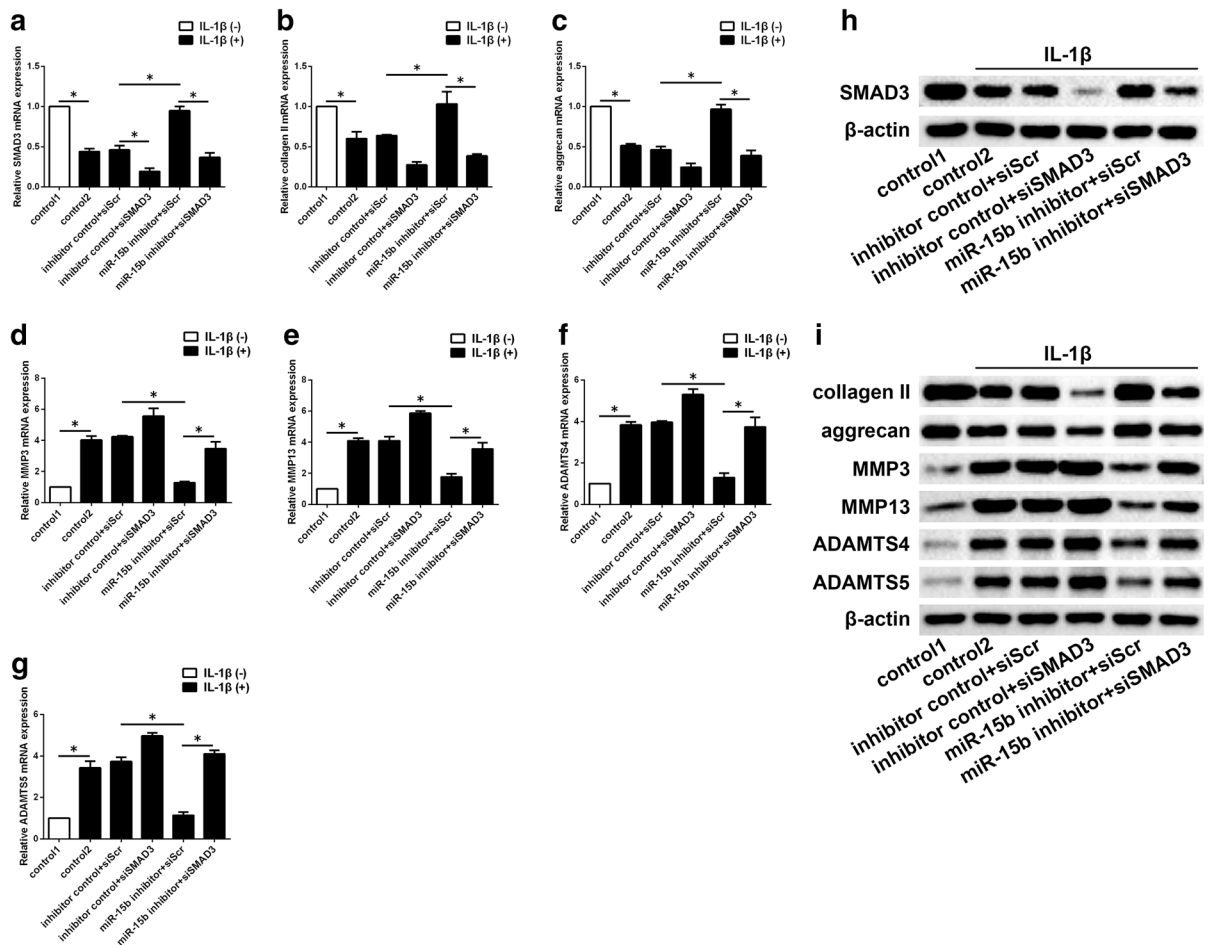 a
IL-1β (-)
IL-1β (+)
Relative SMAD3 mRNA expression
1.5
1.0
0.5
0.0
*
*
*
*
control1
control2
inhibitor control+siScr
inhibitor control+siSMAD3
miR-15b inhibitor+siScr
miR-15b inhibitor+siSMAD3
b
IL-1β (-)
IL-1β (+)
Relative collagen II mRNA expression
1.5
1.0
0.5
0.0
*
*
*
control1
control2
inhibitor control+siScr
inhibitor control+siSMAD3
miR-15b inhibitor+siScr
miR-15b inhibitor+siSMAD3
c
IL-1β (-)
IL-1β (+)
Relative aggrecan mRNA expression
1.5
1.0
0.5
0.0
*
*
*
control1
control2
inhibitor control+siScr
inhibitor control+siSMAD3
miR-15b inhibitor+siScr
miR-15b inhibitor+siSMAD3
h
IL-1β
SMAD3
β-actin
control1
control2
inhibitor control+siScr
inhibitor control+siSMAD3
miR-15b inhibitor+siScr
miR-15b inhibitor+siSMAD3
d
IL-1β (-)
IL-1β (+)
Relative MMP3 mRNA expression
8
6
4
2
0
*
*
*
control1
control2
inhibitor control+siScr
inhibitor control+siSMAD3
miR-15b inhibitor+siScr
miR-15b inhibitor+siSMAD3
e
IL-1β (-)
IL-1β (+)
Relative MMP13 mRNA expression
8
6
4
2
0
*
*
*
control1
control2
inhibitor control+siScr
inhibitor control+siSMAD3
miR-15b inhibitor+siScr
miR-15b inhibitor+siSMAD3
f
IL-1β (-)
IL-1β (+)
Relative ADAMTS4 mRNA expression
6
4
2
0
*
*
*
control1
control2
inhibitor control+siScr
inhibitor control+siSMAD3
miR-15b inhibitor+siScr
miR-15b inhibitor+siSMAD3
i
IL-1β
collagen II
aggrecan
MMP3
MMP13
ADAMTS4
ADAMTS5
β-actin
control1
control2
inhibitor control+siScr
inhibitor control+siSMAD3
miR-15b inhibitor+siScr
miR-15b inhibitor+siSMAD3
g
IL-1β (-)
IL-1β (+)
Relative ADAMTS5 mRNA expression
6
4
2
0
*
*
*
control1
control2
inhibitor control+siScr
inhibitor control+siSMAD3
miR-15b inhibitor+siScr
miR-15b inhibitor+siSMAD3